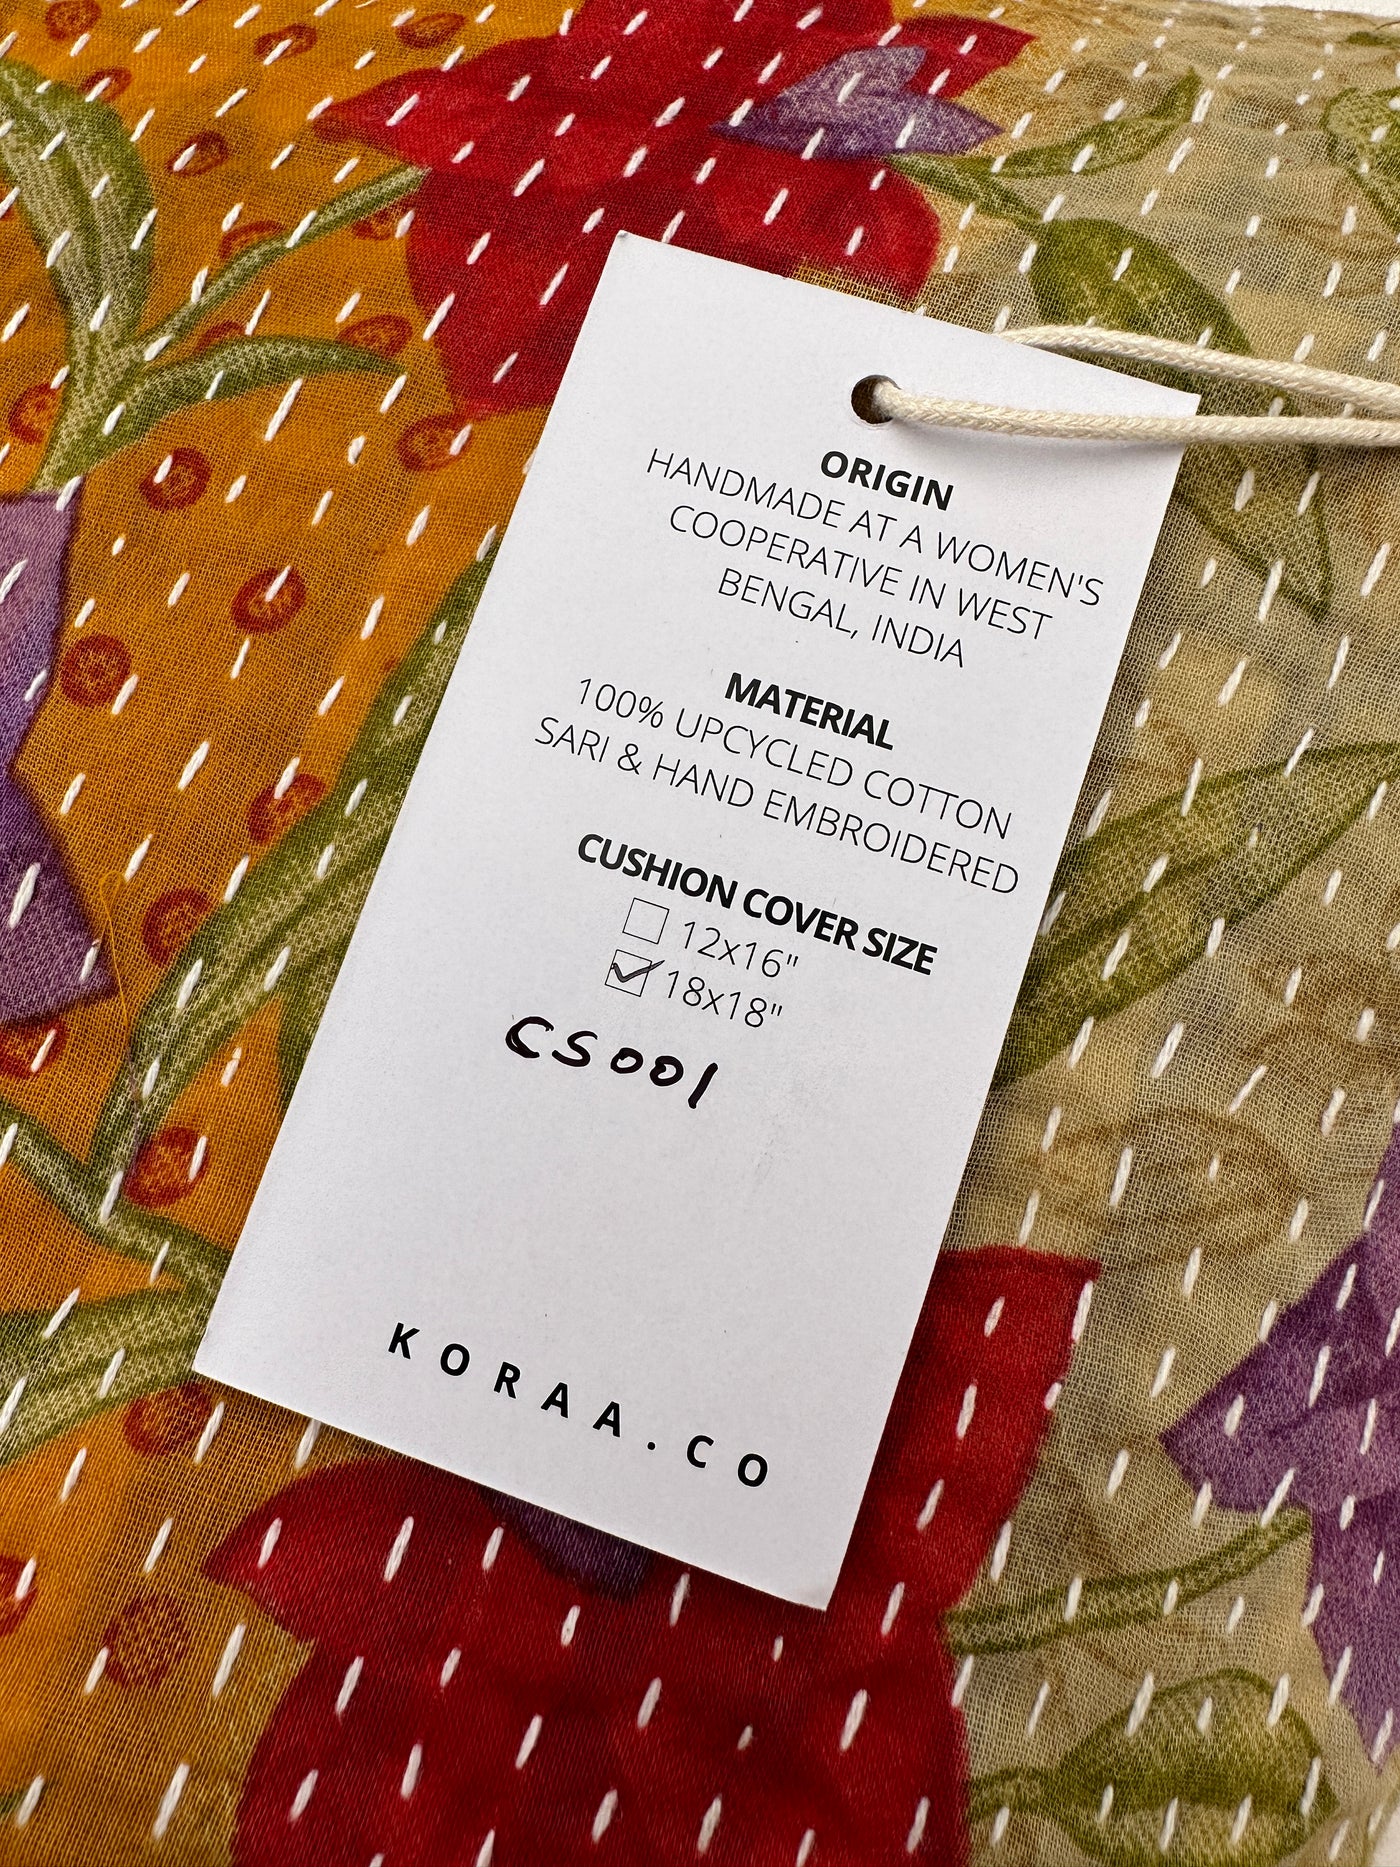 ORIGIN
HANDMADE AT A WOMEN'S
COOPERATIVE IN WEST
BENGAL, INDIA
MATERIAL
100% UPCYCLED COTTON
SARI & HAND EMBROIDERED
CUSHION COVER SIZE
12x16"
18x18"
CS001
KORAA.CO